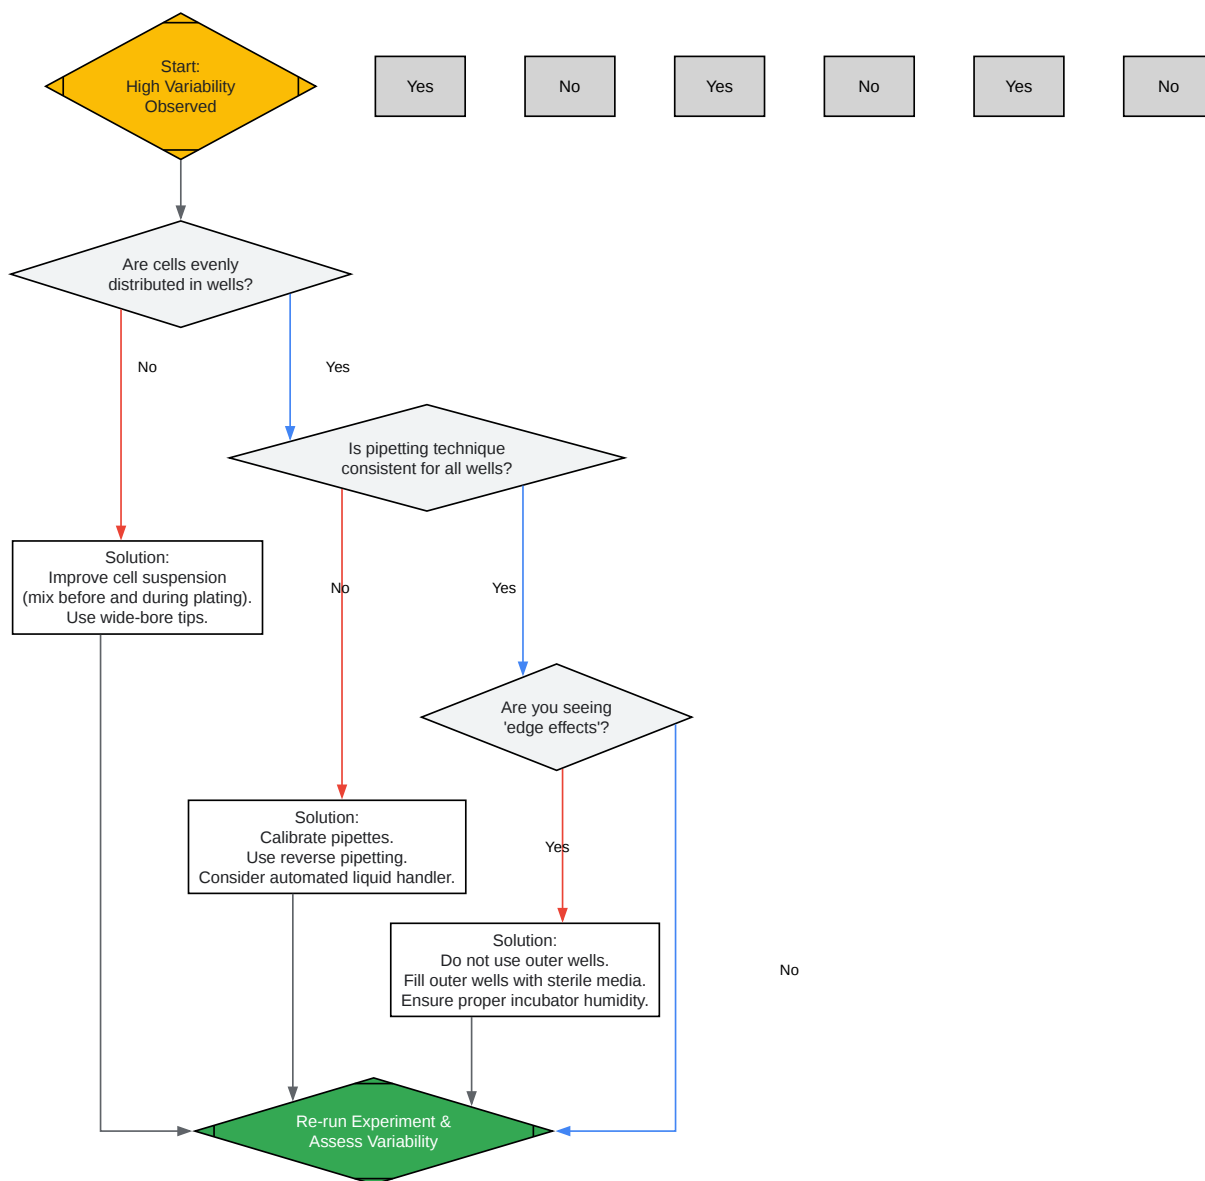 Start:
High Variability
Observed
Yes
No
Yes
No
Yes
No
Are cells evenly
distributed in wells?
No
Yes
Is pipetting technique
consistent for all wells?
Solution:
Improve cell suspension
(mix before and during plating).
Use wide-bore tips.
No
Yes
Are you seeing
'edge effects'?
Solution:
Calibrate pipettes.
Use reverse pipetting.
Consider automated liquid handler.
Yes
Solution:
Do not use outer wells.
Fill outer wells with sterile media.
Ensure proper incubator humidity.
No
Re-run Experiment &
Assess Variability